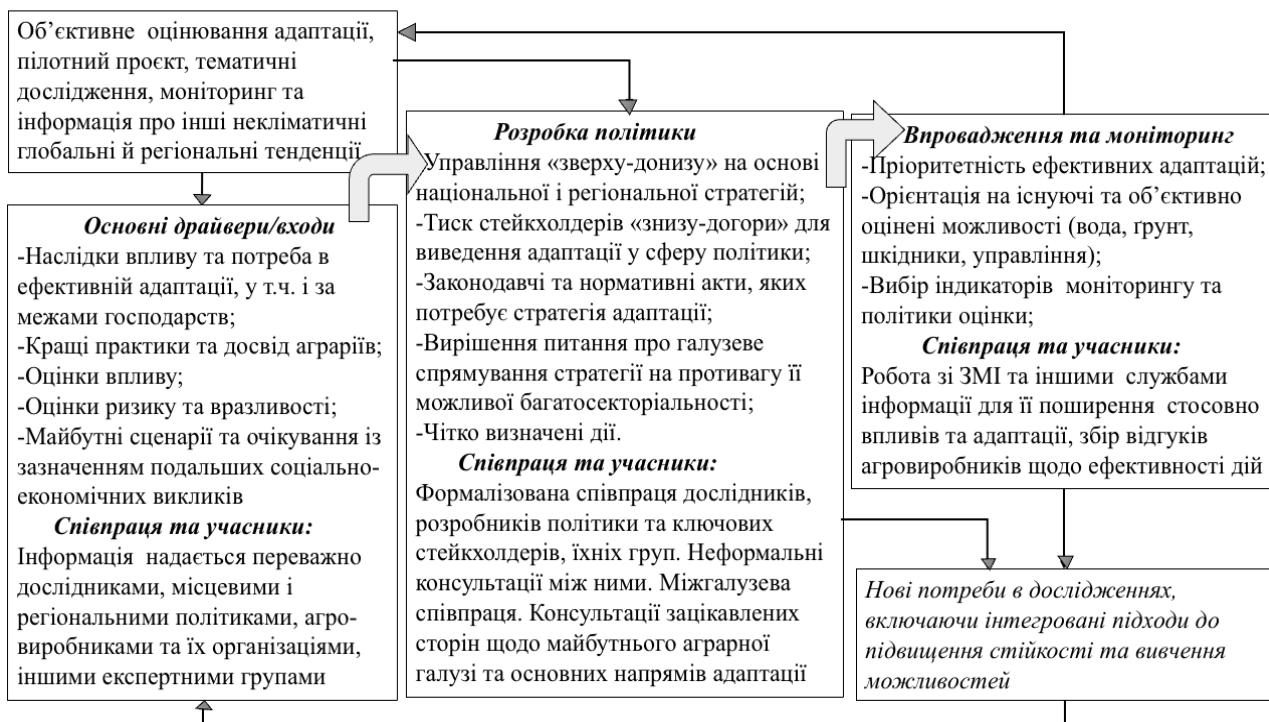 Об’єктивне оцінювання адаптації,
пілотний проєкт, тематичні
дослідження, моніторинг та
інформація про інші некліматичні
глобальні й регіональні тенденції
Основні драйвери/входи
-Наслідки впливу та потреба в
ефективній адаптації, у т.ч. і за
межами господарств;
-Кращі практики та досвід аграріїв;
-Оцінки впливу;
-Оцінки ризику та вразливості;
-Майбутні сценарії та очікування із
зазначенням подальших соціально-
економічних викликів
Співпраця та учасники:
Інформація надається переважно
дослідниками, місцевими і
регіональними політиками, агро-
виробниками та їх організаціями,
іншими експертними групами
Розробка політики
-Управління «зверху-донизу» на основі
національної і регіональної стратегій;
-Тиск стейкхолдерів «знизу-догори» для
виведення адаптації у сферу політики;
-Законодавчі та нормативні акти, яких
потребує стратегія адаптації;
-Вирішення питання про галузеве
спрямування стратегії на противагу її
можливої багатосекторіальності;
-Чітко визначені дії.
Співпраця та учасники:
Формалізована співпраця дослідників,
розробників політики та ключових
стейкхолдерів, їхніх груп. Неформальні
консультації між ними. Міжгалузева
співпраця. Консультації зацікавлених
сторін щодо майбутнього аграрної
галузі та основних напрямів адаптації
Впровадження та моніторинг
-Пріоритетність ефективних адаптацій;
-Орієнтація на існуючі та об’єктивно
оцінені можливості (вода, ґрунт,
шкідники, управління);
-Вибір індикаторів моніторингу та
політики оцінки;
Співпраця та учасники:
Робота зі ЗМІ та іншими службами
інформації для її поширення стосовно
впливів та адаптації, збір відгуків
агровиробників щодо ефективності дій
Нові потреби в дослідженнях,
включаючи інтегровані підходи до
підвищення стійкості та вивчення
можливостей